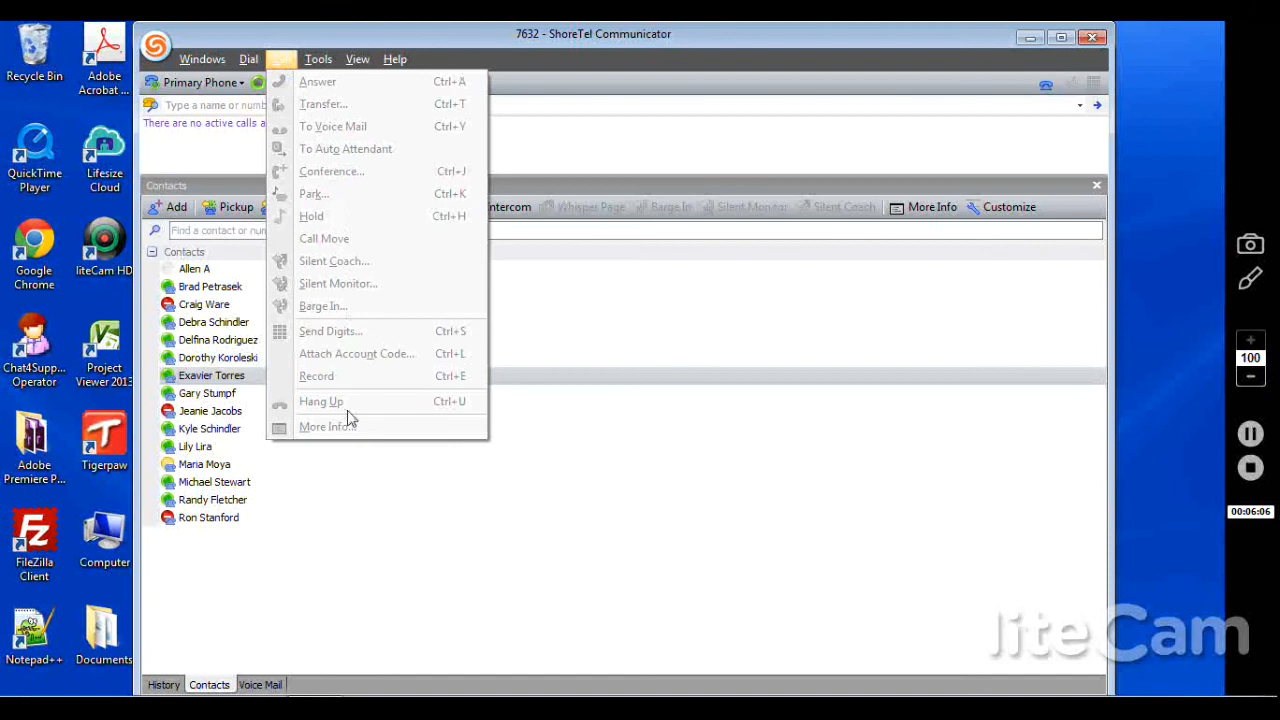 7632 - ShoreTel Communicator
Windows Dial Tools View Help
Primary Phone
Type a name or numb
There are no active calls a
Answer Ctrl+A
Transfer... Ctrl+T
To Voice Mail Ctrl+Y
To Auto Attendant
Conference... Ctrl+J
Park... Ctrl+K
Hold Ctrl+H
Call Move
Silent Coach...
Silent Monitor...
Barge In...
Send Digits... Ctrl+S
Attach Account Code... Ctrl+L
Record Ctrl+E
Hang Up Ctrl+U
More Info...
Contacts
Add Pickup Intercom Whisper Page Barge In Silent Monitor Silent Coach More Info Customize
Find a contact or num
Contacts
Allen A
Brad Petrasek
Craig Ware
Debra Schindler
Delfina Rodriguez
Dorothy Koroleski
Exavier Torres
Gary Stumpf
Jeanie Jacobs
Kyle Schindler
Lily Lira
Maria Moya
Michael Stewart
Randy Fletcher
Ron Stanford
History Contacts Voice Mail
Recycle Bin
Adobe
Acrobat ...
QuickTime
Player
Lifesize
Cloud
Google
Chrome
liteCam HD
Chat4Supp...
Operator
Project
Viewer 2013
Adobe
Premiere P...
Tigerpaw
FileZilla
Client
Computer
Notepad++
Documents
100
00:06:06
liteCam